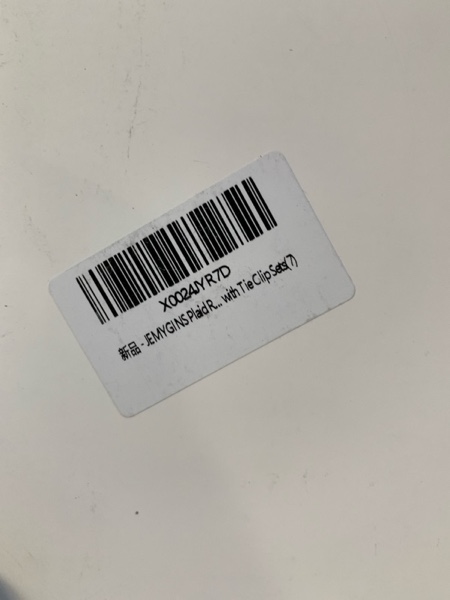 X0024JYR7D
新品 - JEMYGINS Plaid R... with Tie Clip Sets(7)